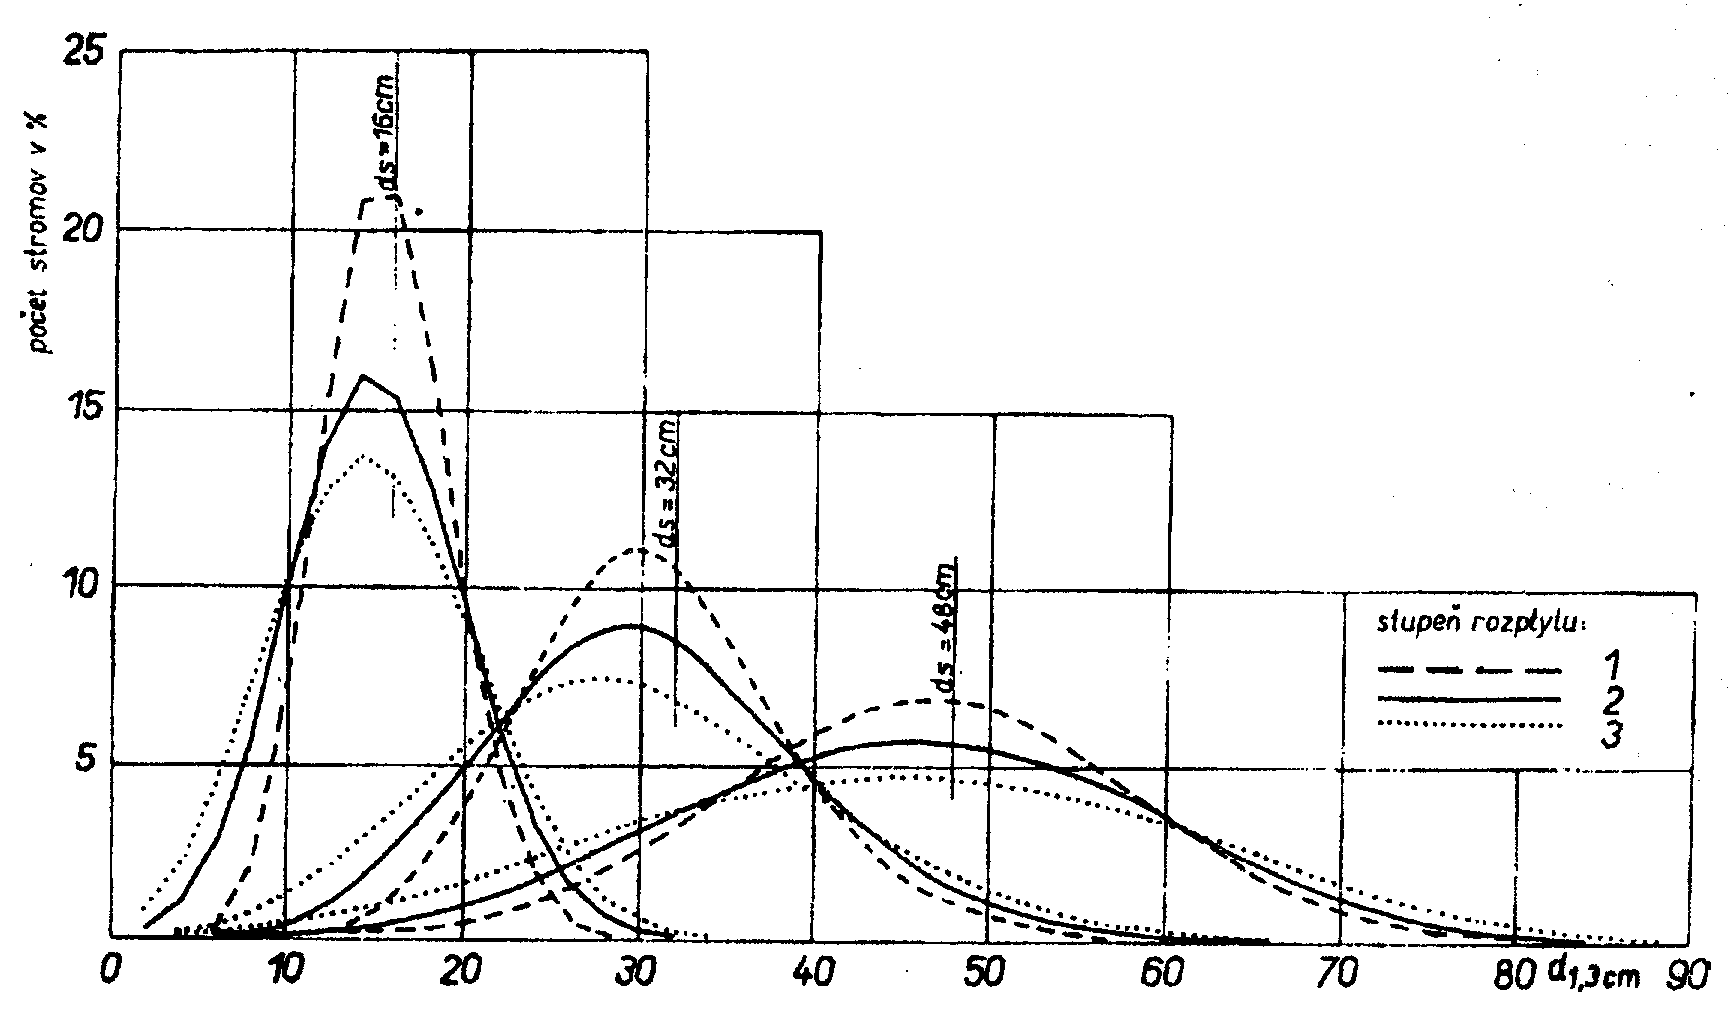 25
20
15
10
5
počet stromov v %
ds = 16cm
ds = 32cm
ds = 48cm
stupeň rozptylu:
1
2
3
0 10 20 30 40 50 60 70 80 d1,3cm 90